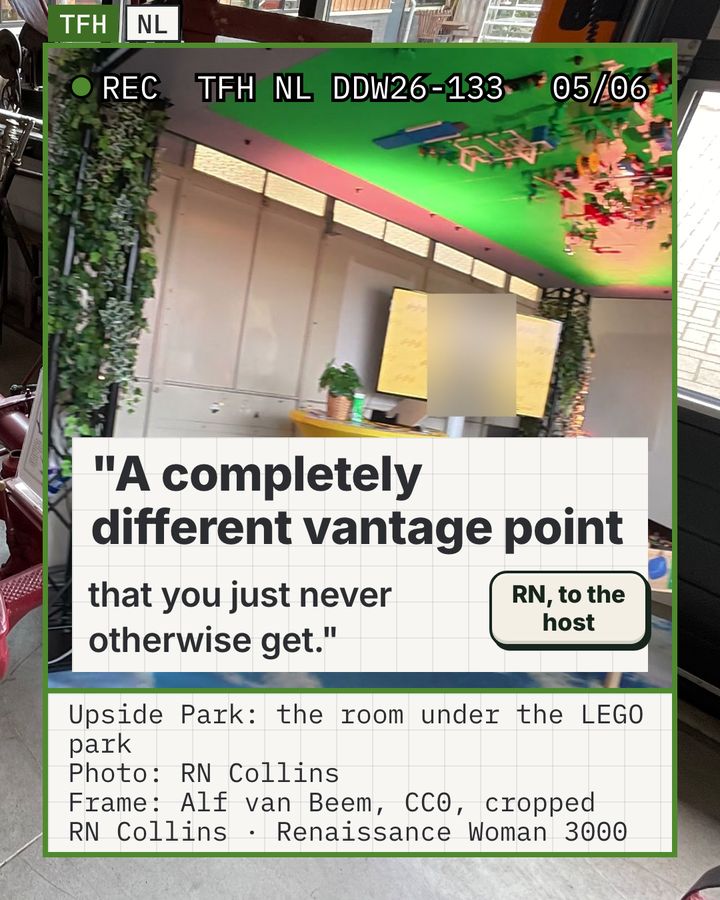 TFH NL
REC TFH NL DDW26-133 05/06
"A completely
different vantage point
that you just never
otherwise get."
RN, to the
host
Upside Park: the room under the LEGO
park
Photo: RN Collins
Frame: Alf van Beem, CC0, cropped
RN Collins · Renaissance Woman 3000